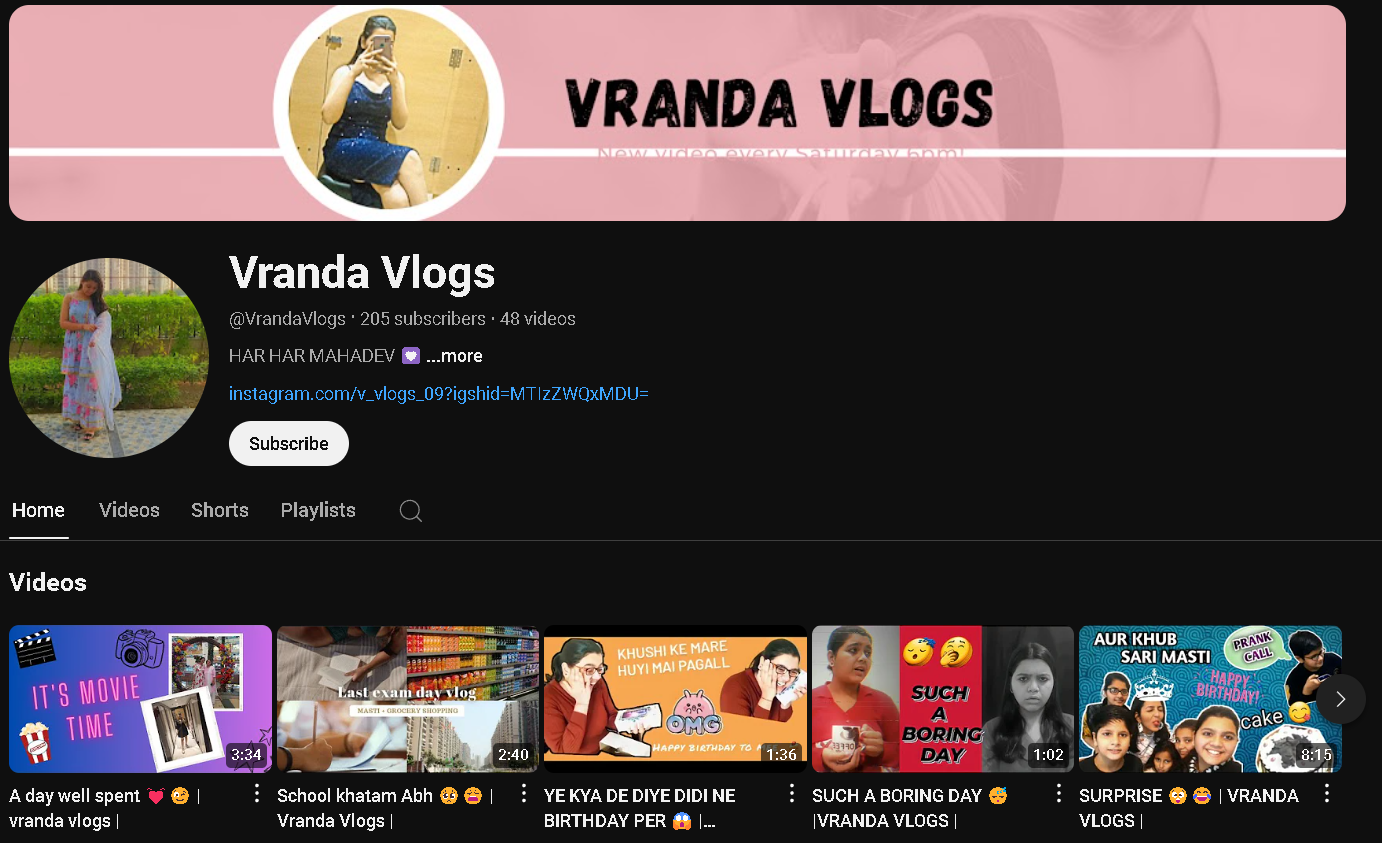 VRANDA VLOGS
New video every Saturday 6pm!
Vranda Vlogs
@VrandaVlogs • 205 subscribers • 48 videos
HAR HAR MAHADEV 💟 ...more
instagram.com/v_vlogs_09?igshid=MTIzZWQxMDU=
Subscribe
Home Videos Shorts Playlists
Videos
IT'S MOVIE
TIME
3:34
Last exam day vlog
MASTI + GROCERY SHOPPING
2:40
KHUSHI KE MARE
HUYI MAI PAGALL
OMG
HAPPY BIRTHDAY TO
1:36
SUCH
A
BORING
DAY
1:02
AUR KHUB
SARI MASTI
PRANK
CALL
HAPPY
BIRTHDAY!
cake
8:15
A day well spent 💓 😉 |
vranda vlogs |
School khatam Abh 🥺 😩 |
Vranda Vlogs |
YE KYA DE DIYE DIDI NE
BIRTHDAY PER 😱 |...
SUCH A BORING DAY 😴
|VRANDA VLOGS |
SURPRISE 😳 😂 | VRANDA
VLOGS |